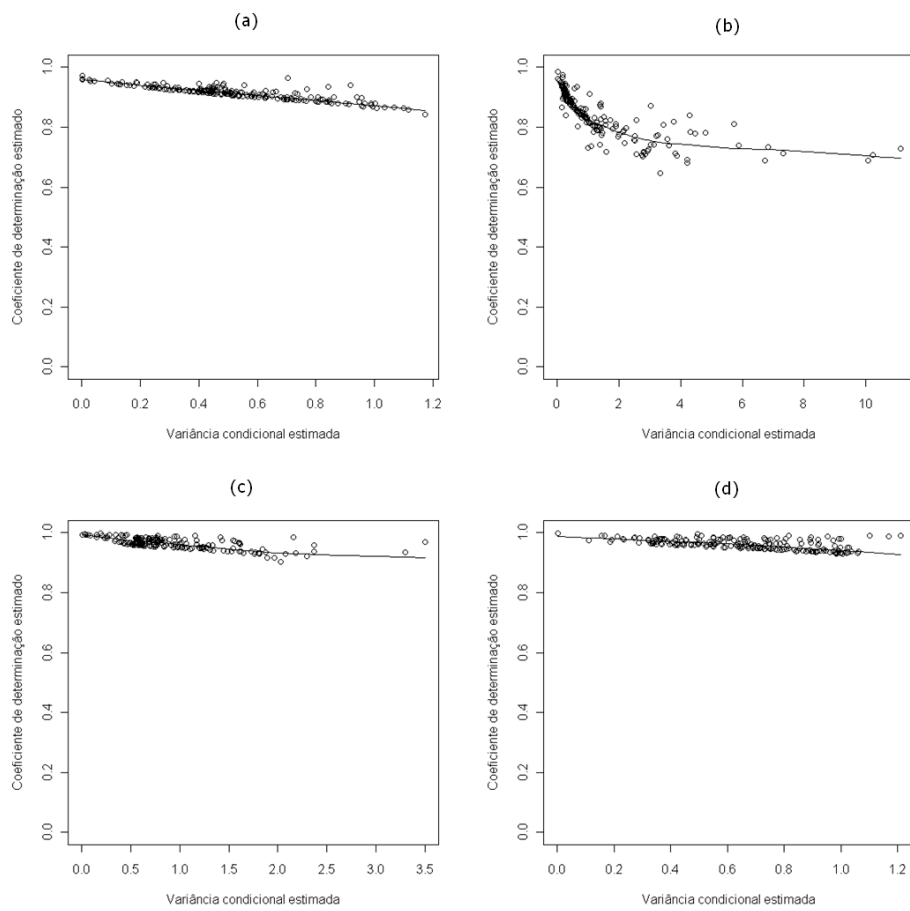 (a)
Coeficiente de determinação estimado
1.0
0.8
0.6
0.4
0.2
0.0
0.0 0.2 0.4 0.6 0.8 1.0 1.2
Variância condicional estimada
(b)
Coeficiente de determinação estimado
1.0
0.8
0.6
0.4
0.2
0.0
0 2 4 6 8 10
Variância condicional estimada
(c)
Coeficiente de determinação estimado
1.0
0.8
0.6
0.4
0.2
0.0
0.0 0.5 1.0 1.5 2.0 2.5 3.0 3.5
Variância condicional estimada
(d)
Coeficiente de determinação estimado
1.0
0.8
0.6
0.4
0.2
0.0
0.0 0.2 0.4 0.6 0.8 1.0 1.2
Variância condicional estimada